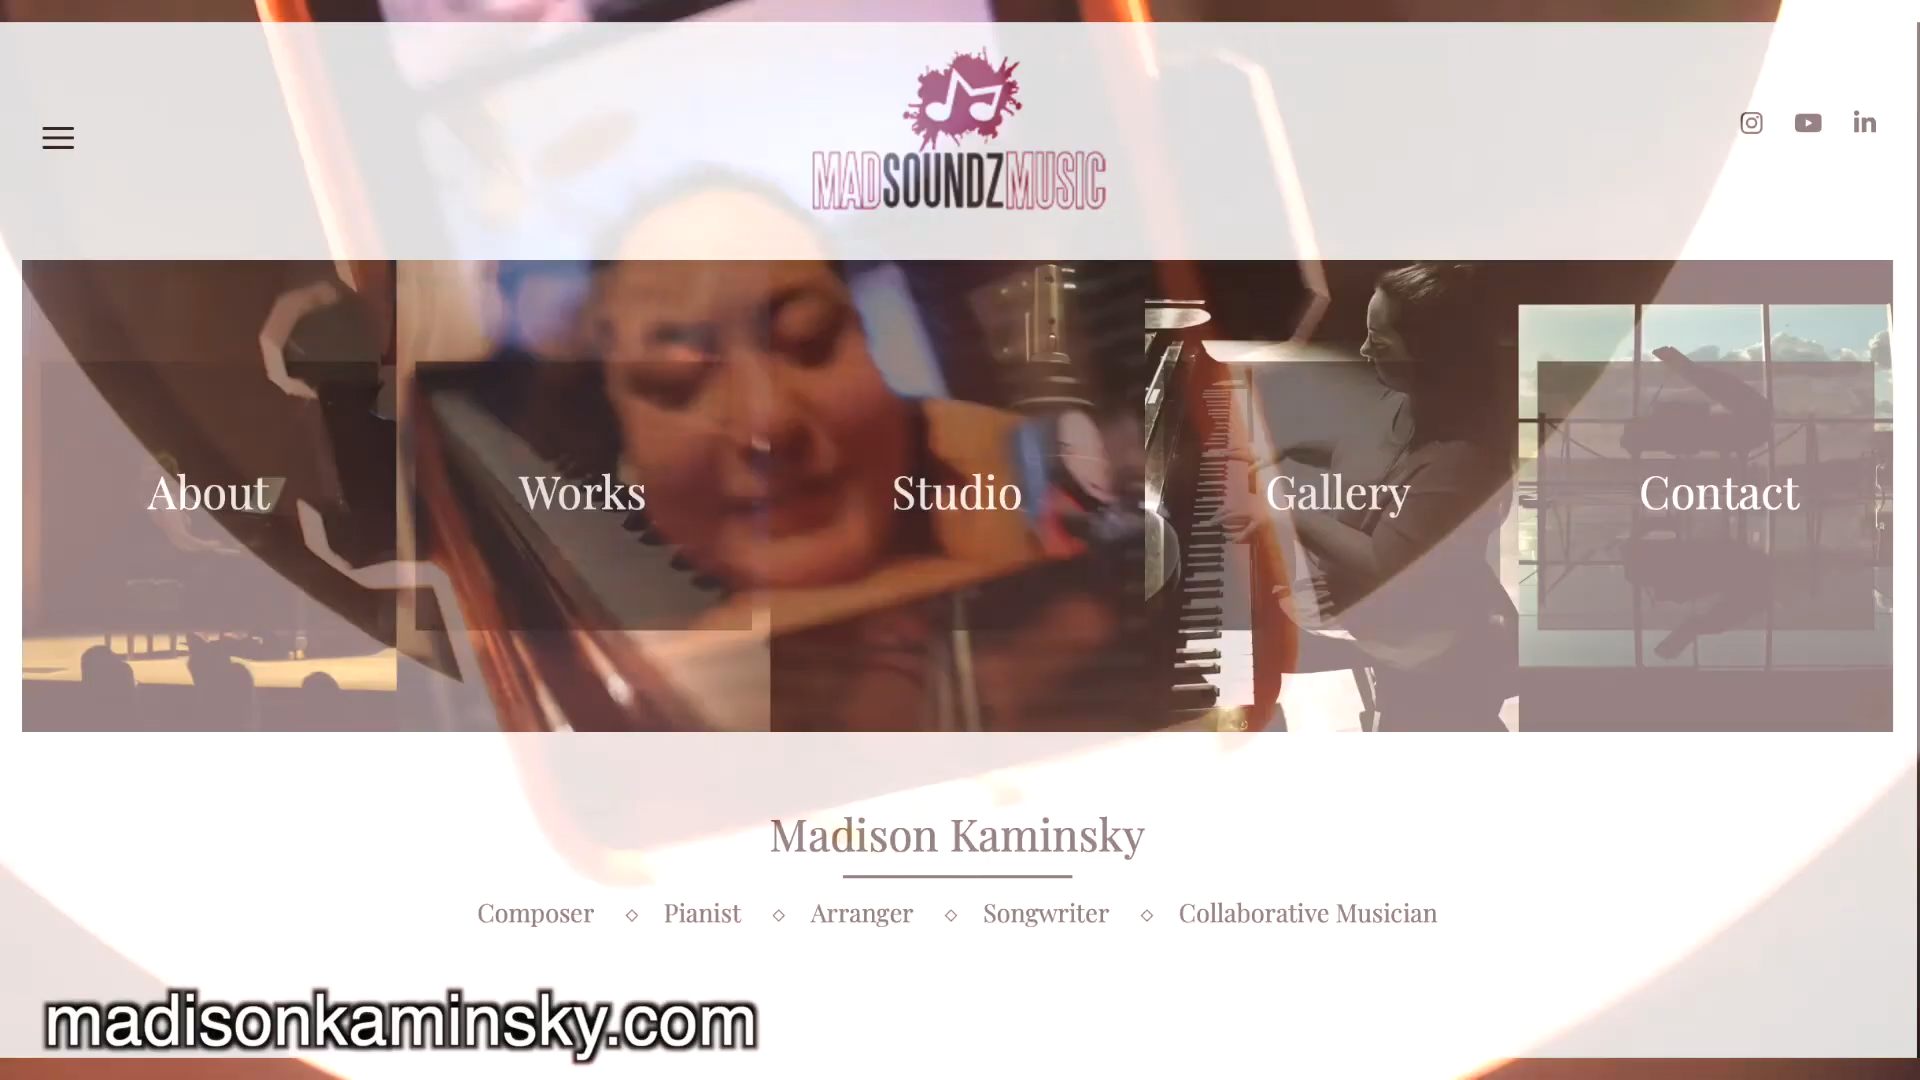 MADSOUNDZMUSIC
About
Works
Studio
Gallery
Contact
Madison Kaminsky
Composer ◇ Pianist ◇ Arranger ◇ Songwriter ◇ Collaborative Musician
madisonkaminsky.com